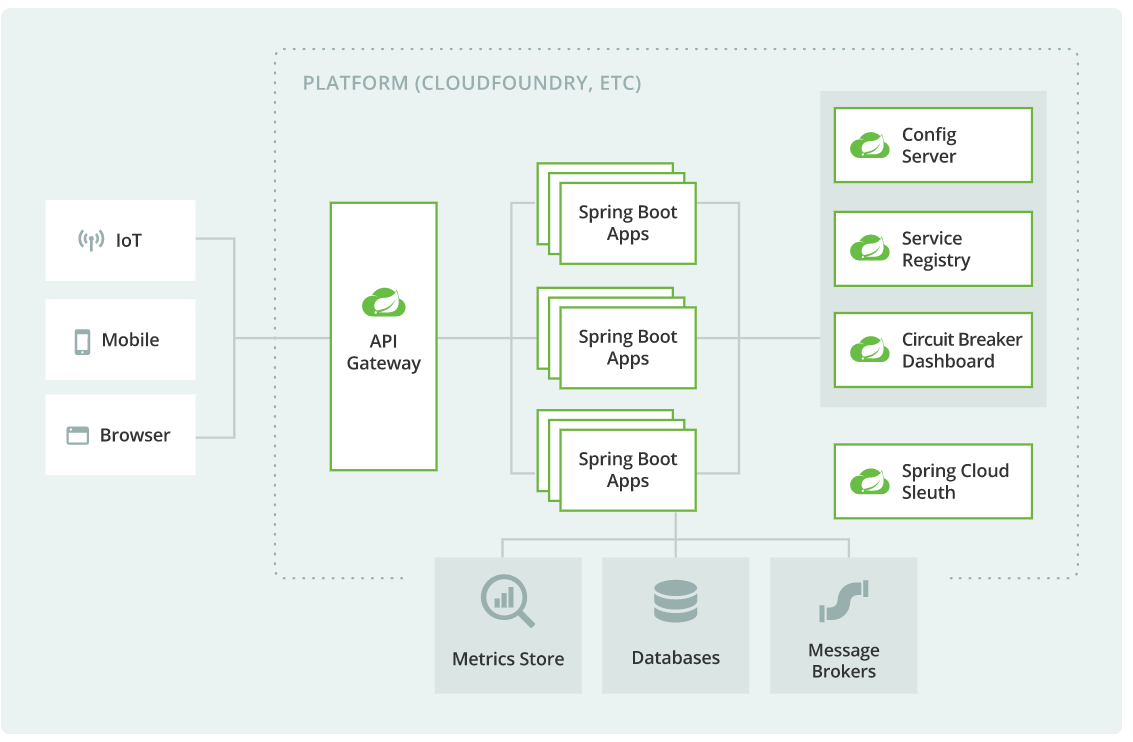 PLATFORM (CLOUDFOUNDRY, ETC)
IoT
Mobile
Browser
API
Gateway
Spring Boot
Apps
Spring Boot
Apps
Spring Boot
Apps
Config
Server
Service
Registry
Circuit Breaker
Dashboard
Spring Cloud
Sleuth
Metrics Store
Databases
Message
Brokers